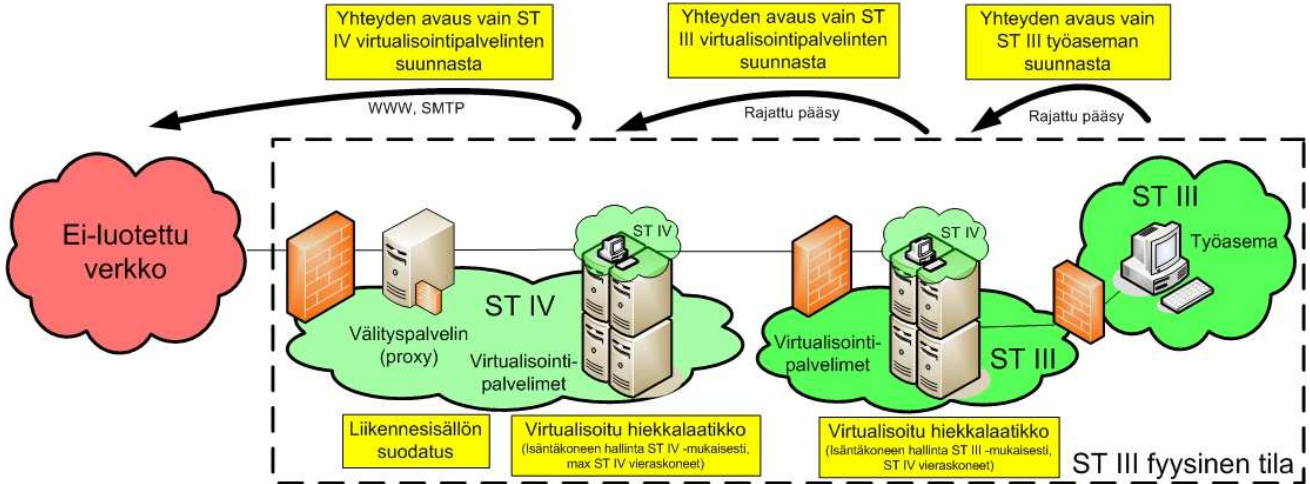 Yhteyden avaus vain ST
IV virtualisointipalvelinten
suunnasta
Yhteyden avaus vain ST
III virtualisointipalvelinten
suunnasta
Yhteyden avaus vain
ST III työaseman
suunnasta
WWW, SMTP
Rajattu pääsy
Rajattu pääsy
Ei-luotettu
verkko
ST IV
Välityspalvelin
(proxy)
ST IV
Virtualisointi-
palvelimet
ST IV
Virtualisointi-
palvelimet
ST III
ST III
Työasema
Liikennesisällön
suodatus
Virtualisoitu hiekkalaatikko
(Isäntäkoneen hallinta ST IV -mukaisesti,
max ST IV vieraskoneet)
Virtualisoitu hiekkalaatikko
(Isäntäkoneen hallinta ST III -mukaisesti,
ST IV vieraskoneet)
ST III fyysinen tila